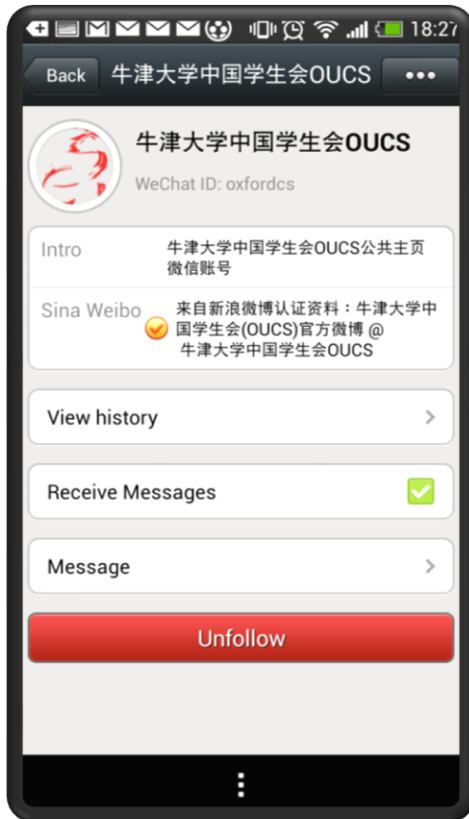 18:27
Back 牛津大学中国学生会OUCS
牛津大学中国学生会OUCS
WeChat ID: oxfordcs
Intro 牛津大学中国学生会OUCS公共主页
微信账号
Sina Weibo 来自新浪微博认证资料：牛津大学中
国学生会(OUCS)官方微博 @
牛津大学中国学生会OUCS
View history
Receive Messages
Message
Unfollow